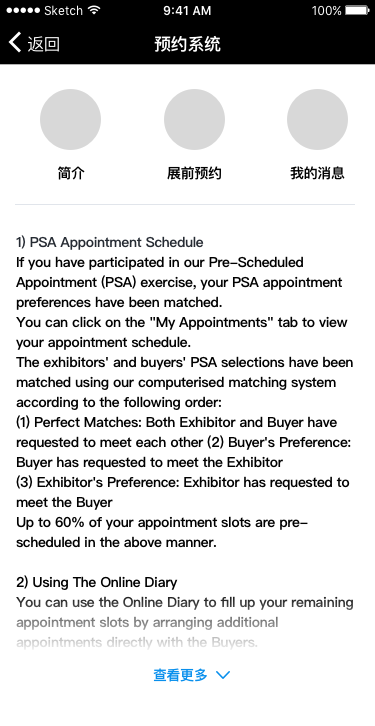 Sketch 9:41 AM 100%
返回 预约系统
简介 展前预约 我的消息
1) PSA Appointment Schedule
If you have participated in our Pre-Scheduled
Appointment (PSA) exercise, your PSA appointment
preferences have been matched.
You can click on the "My Appointments" tab to view
your appointment schedule.
The exhibitors' and buyers' PSA selections have been
matched using our computerised matching system
according to the following order:
(1) Perfect Matches: Both Exhibitor and Buyer have
requested to meet each other (2) Buyer's Preference:
Buyer has requested to meet the Exhibitor
(3) Exhibitor's Preference: Exhibitor has requested to
meet the Buyer
Up to 60% of your appointment slots are pre-
scheduled in the above manner.
2) Using The Online Diary
You can use the Online Diary to fill up your remaining
appointment slots by arranging additional
appointments directly with the Buyers.
查看更多